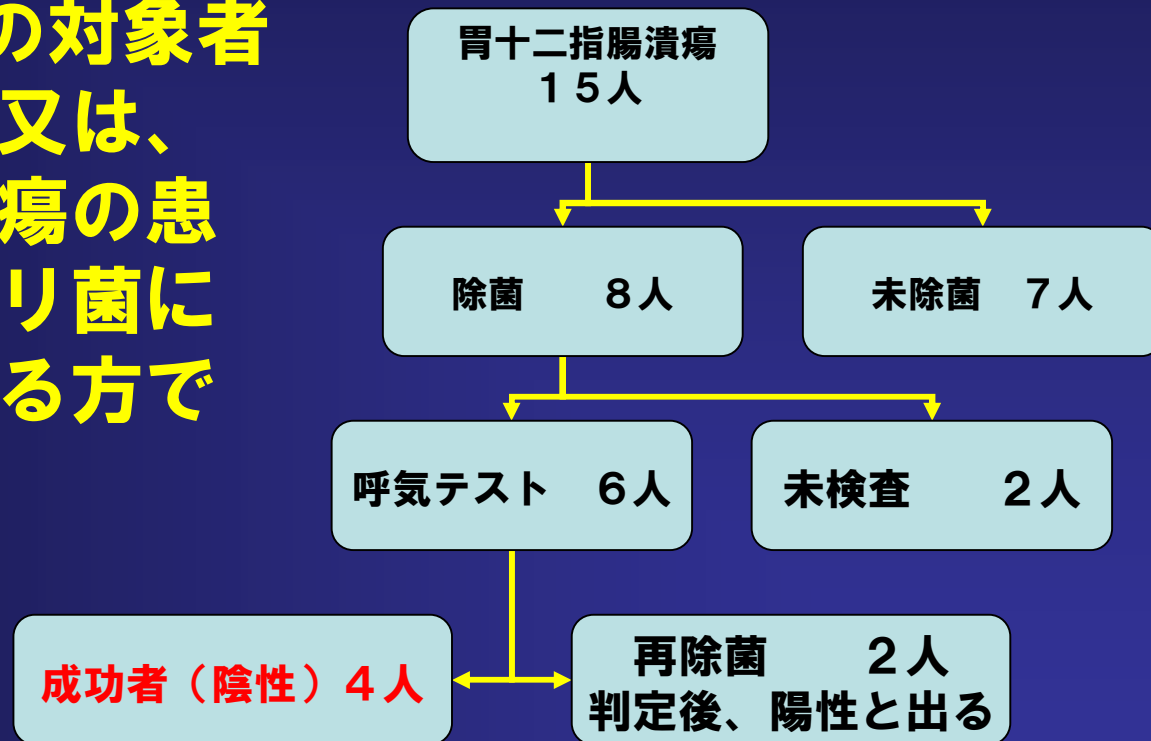 の対象者
又は、
瘍の患
リ菌に
る方で
胃十二指腸潰瘍
１５人
除菌　　８人
未除菌　７人
呼気テスト　６人
未検査　　２人
成功者（陰性）４人
再除菌　　２人
判定後、陽性と出る